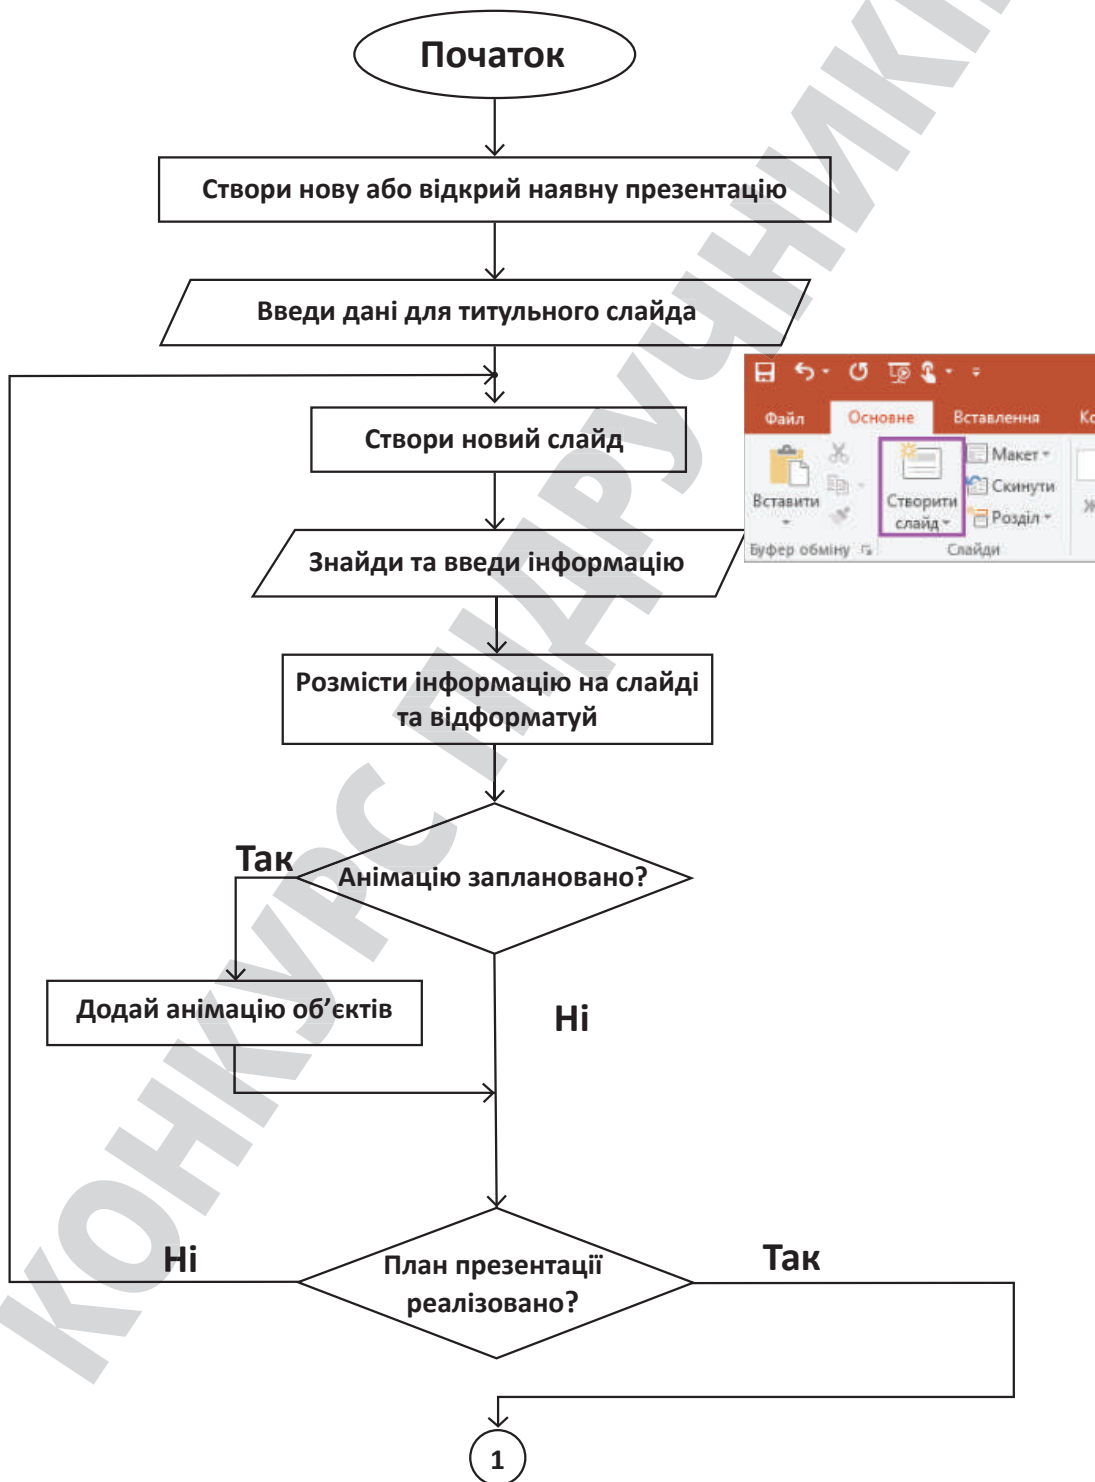 Початок
Створи нову або відкрий наявну презентацію
Введи дані для титульного слайда
Створи новий слайд
Файл Основне Вставлення
Вставити
Створити
слайд
Макет
Скинути
Розділ
Буфер обміну
Слайди
Знайди та введи інформацію
Розмісти інформацію на слайді
та відформатуй
Так
Анімацію заплановано?
Додай анімацію об’єктів
Ні
Ні
План презентації
реалізовано?
Так
1
КОНКУРС ПІДРУЧНИКІВ